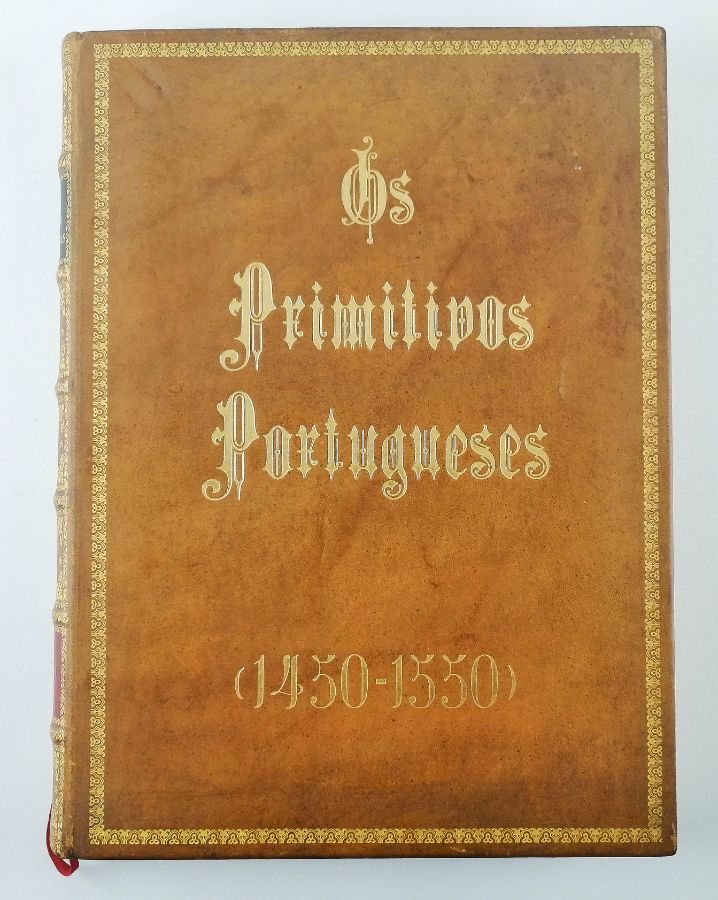 Os
Primitivos
Portugueses
(1450-1550)